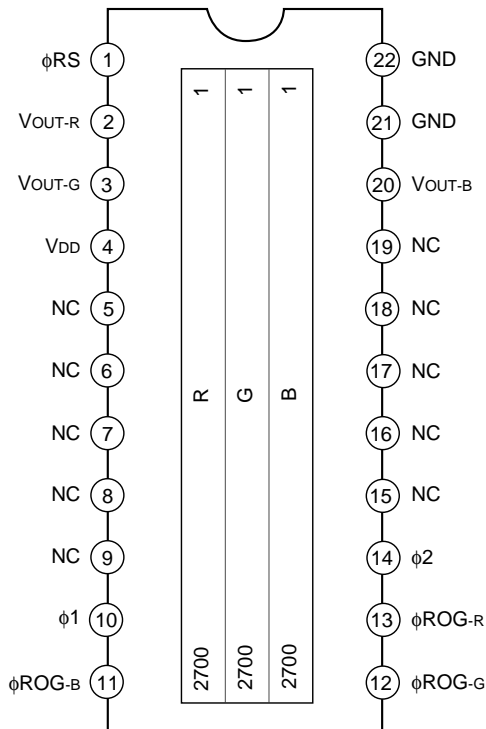 ϕRS 1 1 1 1 22 GND
VOUT-R 2 21 GND
VOUT-G 3 20 VOUT-B
VDD 4 19 NC
NC 5 18 NC
NC 6 17 NC
R G B
NC 7 16 NC
NC 8 15 NC
NC 9 14 ϕ2
ϕ1 10 13 ϕROG-R
2700 2700 2700
ϕROG-B 11 12 ϕROG-G